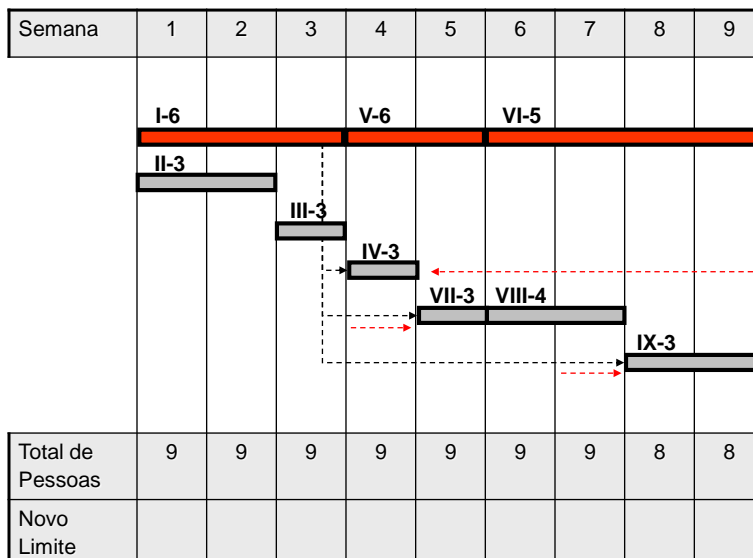 Semana 1 2 3 4 5 6 7 8 9
I-6 V-6 VI-5
II-3
III-3
IV-3
VII-3 VIII-4
IX-3
Total de 9 9 9 9 9 9 9 8 8
Pessoas
Novo
Limite